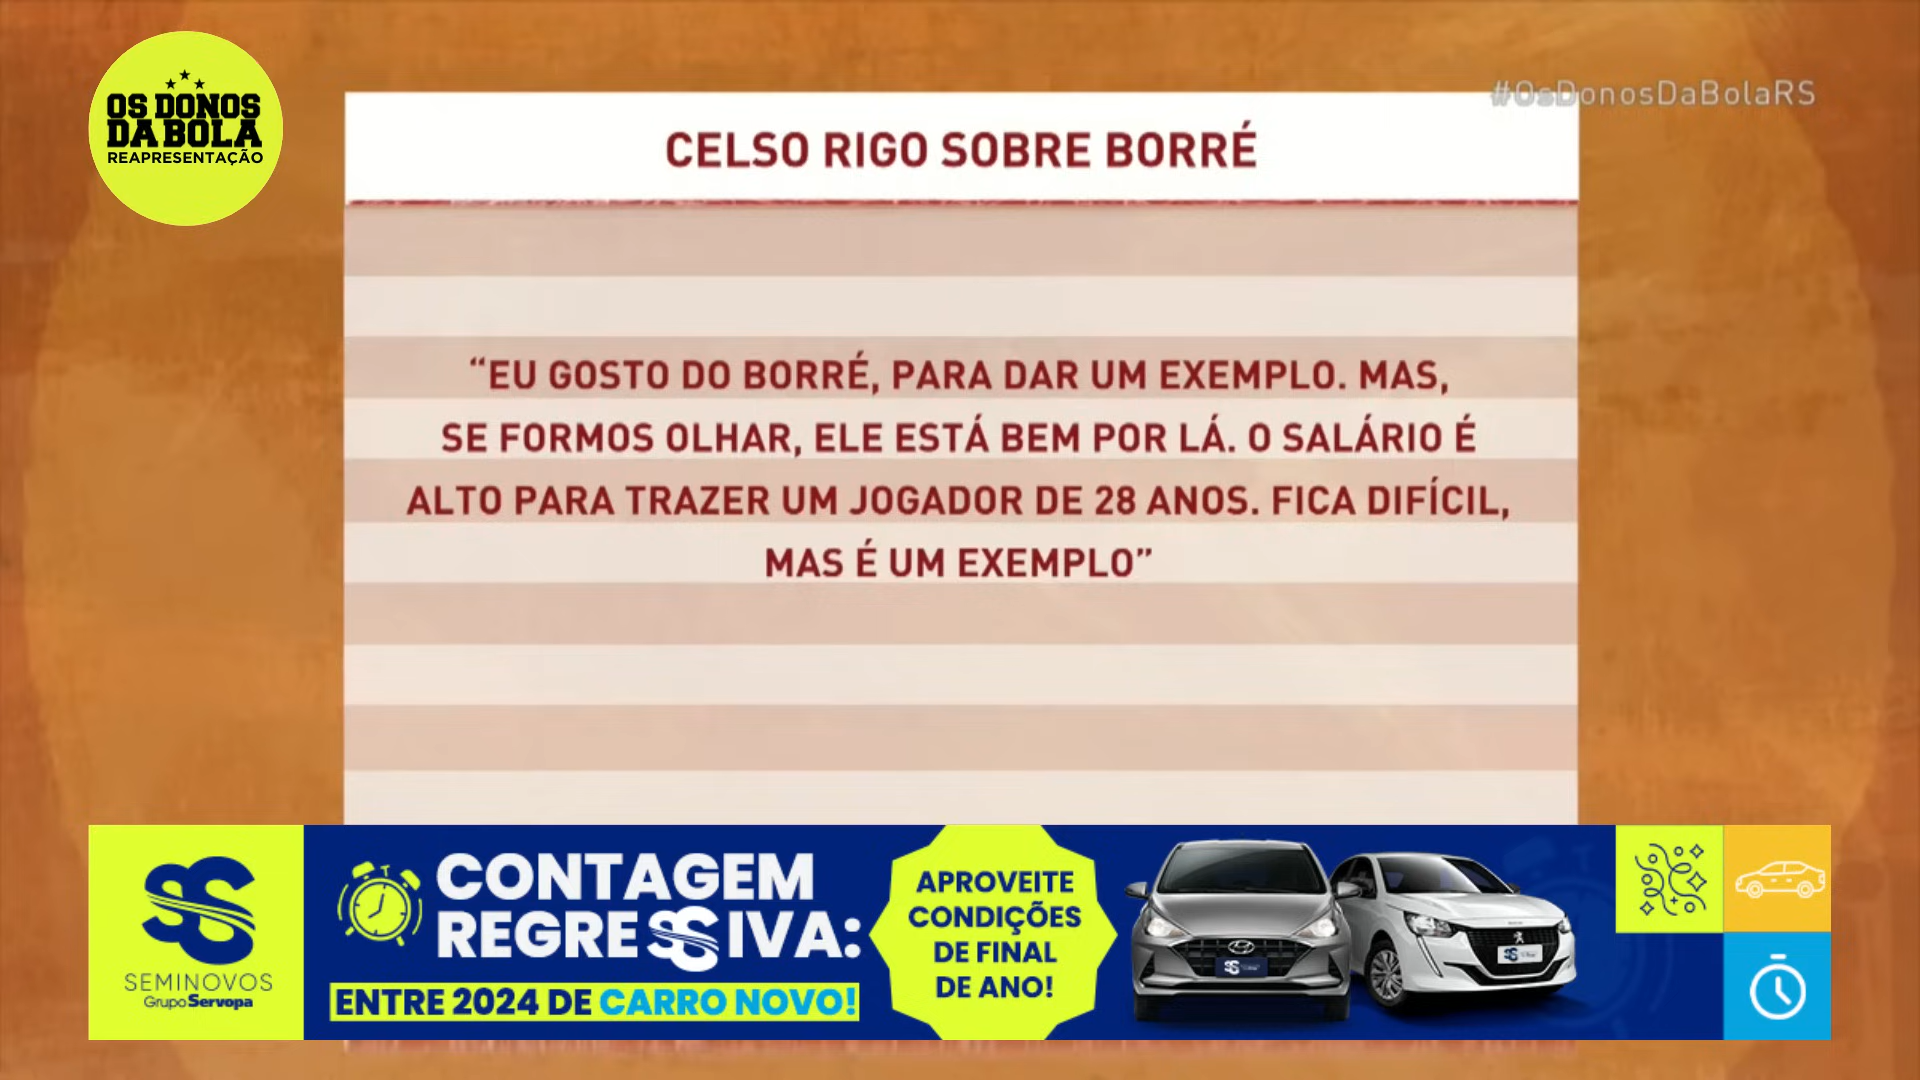 OS DONOS
DA BOLA
REAPRESENTAÇÃO
#OsDonosDaBolaRS
CELSO RIGO SOBRE BORRÉ
“EU GOSTO DO BORRÉ, PARA DAR UM EXEMPLO. MAS,
SE FORMOS OLHAR, ELE ESTÁ BEM POR LÁ. O SALÁRIO É
ALTO PARA TRAZER UM JOGADOR DE 28 ANOS. FICA DIFÍCIL,
MAS É UM EXEMPLO”
SS
SEMINOVOS
Grupo Servopa
CONTAGEM
REGRESSIVA:
ENTRE 2024 DE CARRO NOVO!
APROVEITE
CONDIÇÕES
DE FINAL
DE ANO!